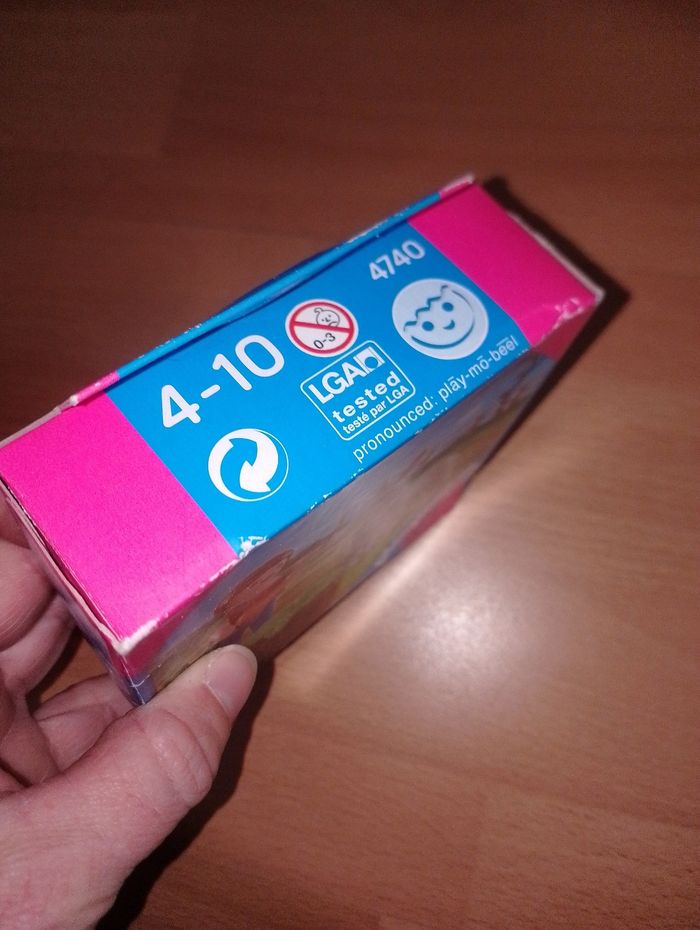 4740
4-10
0-3
LGA
tested
testé par LGA
pronounced: plāy-mō-bēēl